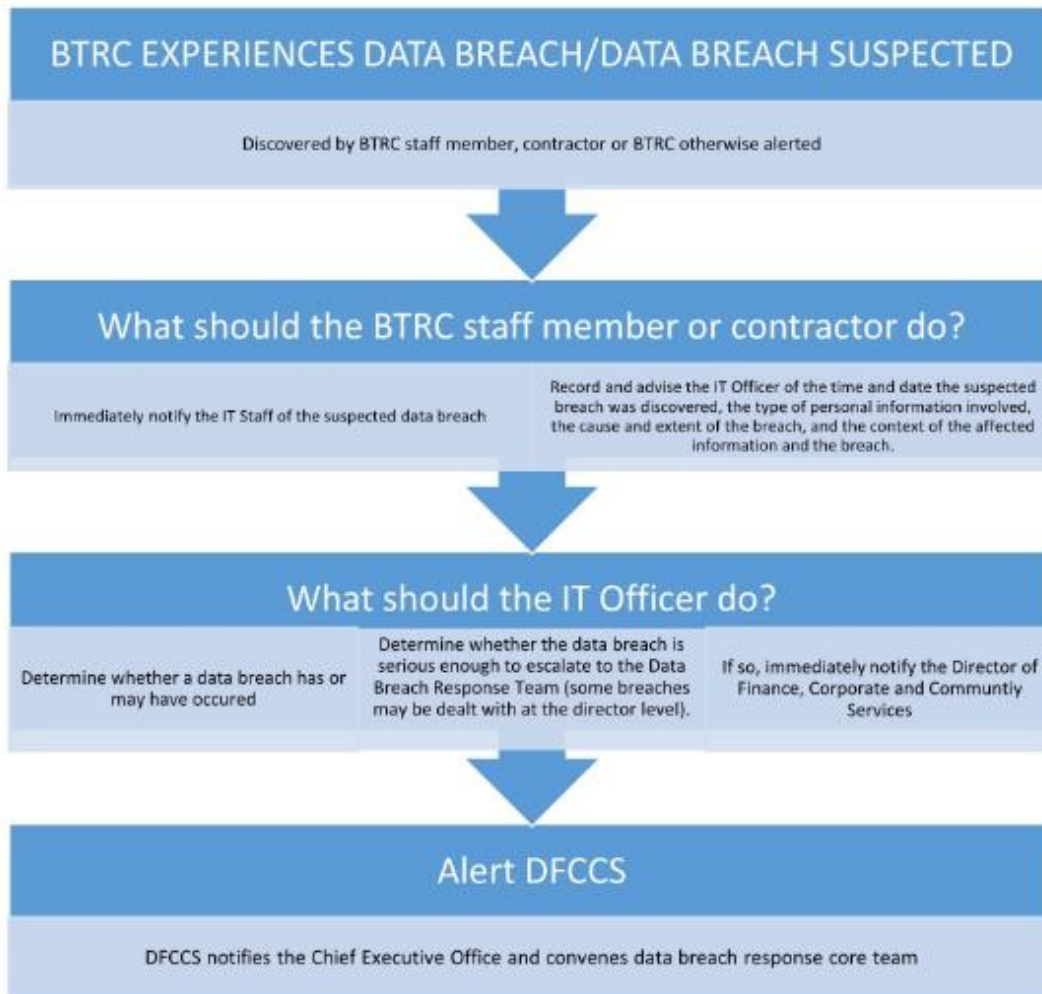 BTRC EXPERIENCES DATA BREACH/DATA BREACH SUSPECTED
Discovered by BTRC staff member, contractor or BTRC otherwise alerted
What should the BTRC staff member or contractor do?
Immediately notify the IT Staff of the suspected data breach
Record and advise the IT Officer of the time and date the suspected
breach was discovered, the type of personal information involved,
the cause and extent of the breach, and the context of the affected
information and the breach.
What should the IT Officer do?
Determine whether a data breach has or
may have occured
Determine whether the data breach is
serious enough to escalate to the Data
Breach Response Team (some breaches
may be dealt with at the director level).
If so, immediately notify the Director of
Finance, Corporate and Communtly
Services
Alert DFCCS
DFCCS notifies the Chief Executive Office and convenes data breach response core team